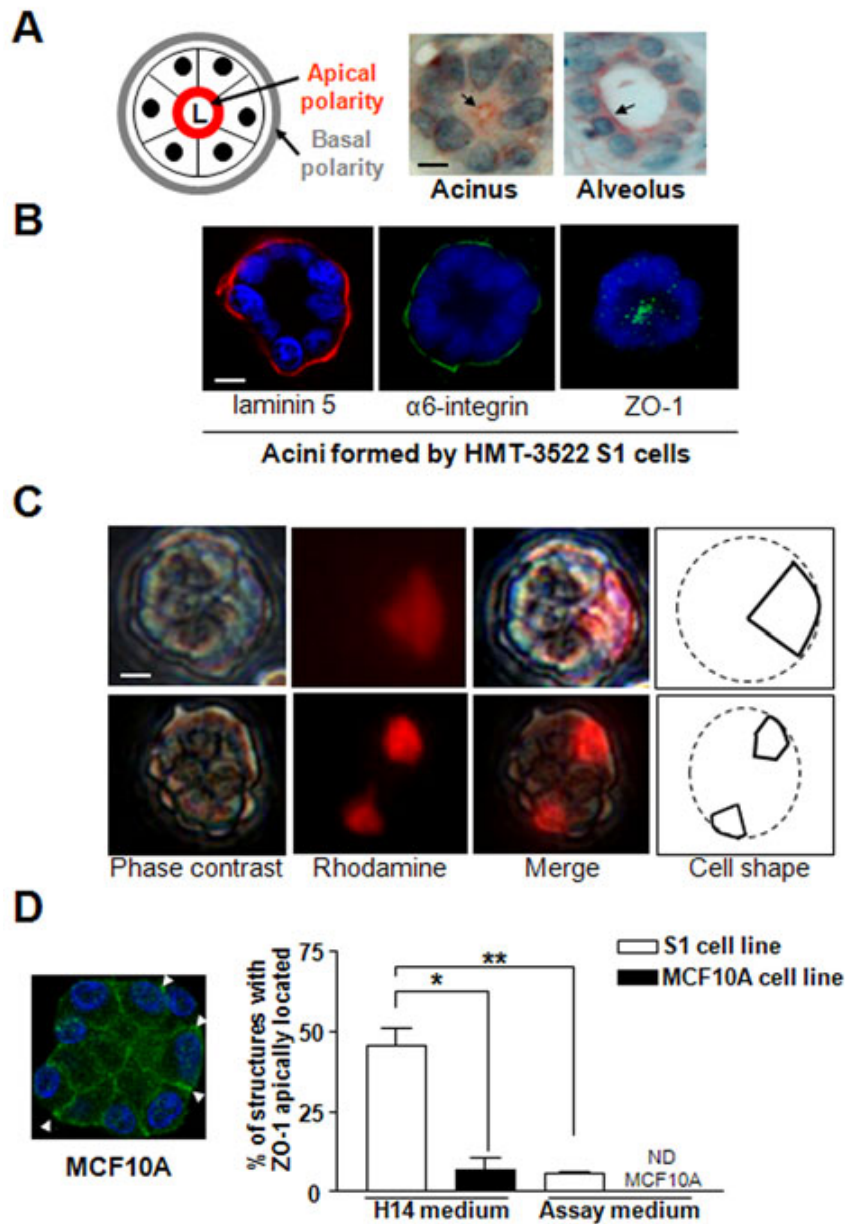 A
L
Apical
polarity
Basal
polarity
Acinus
Alveolus
B
laminin 5
α6-integrin
ZO-1
Acini formed by HMT-3522 S1 cells
C
Phase contrast
Rhodamine
Merge
Cell shape
D
MCF10A
% of structures with
ZO-1 apically located
75
50
25
0
**
*
S1 cell line
MCF10A cell line
ND
MCF10A
H14 medium
Assay medium